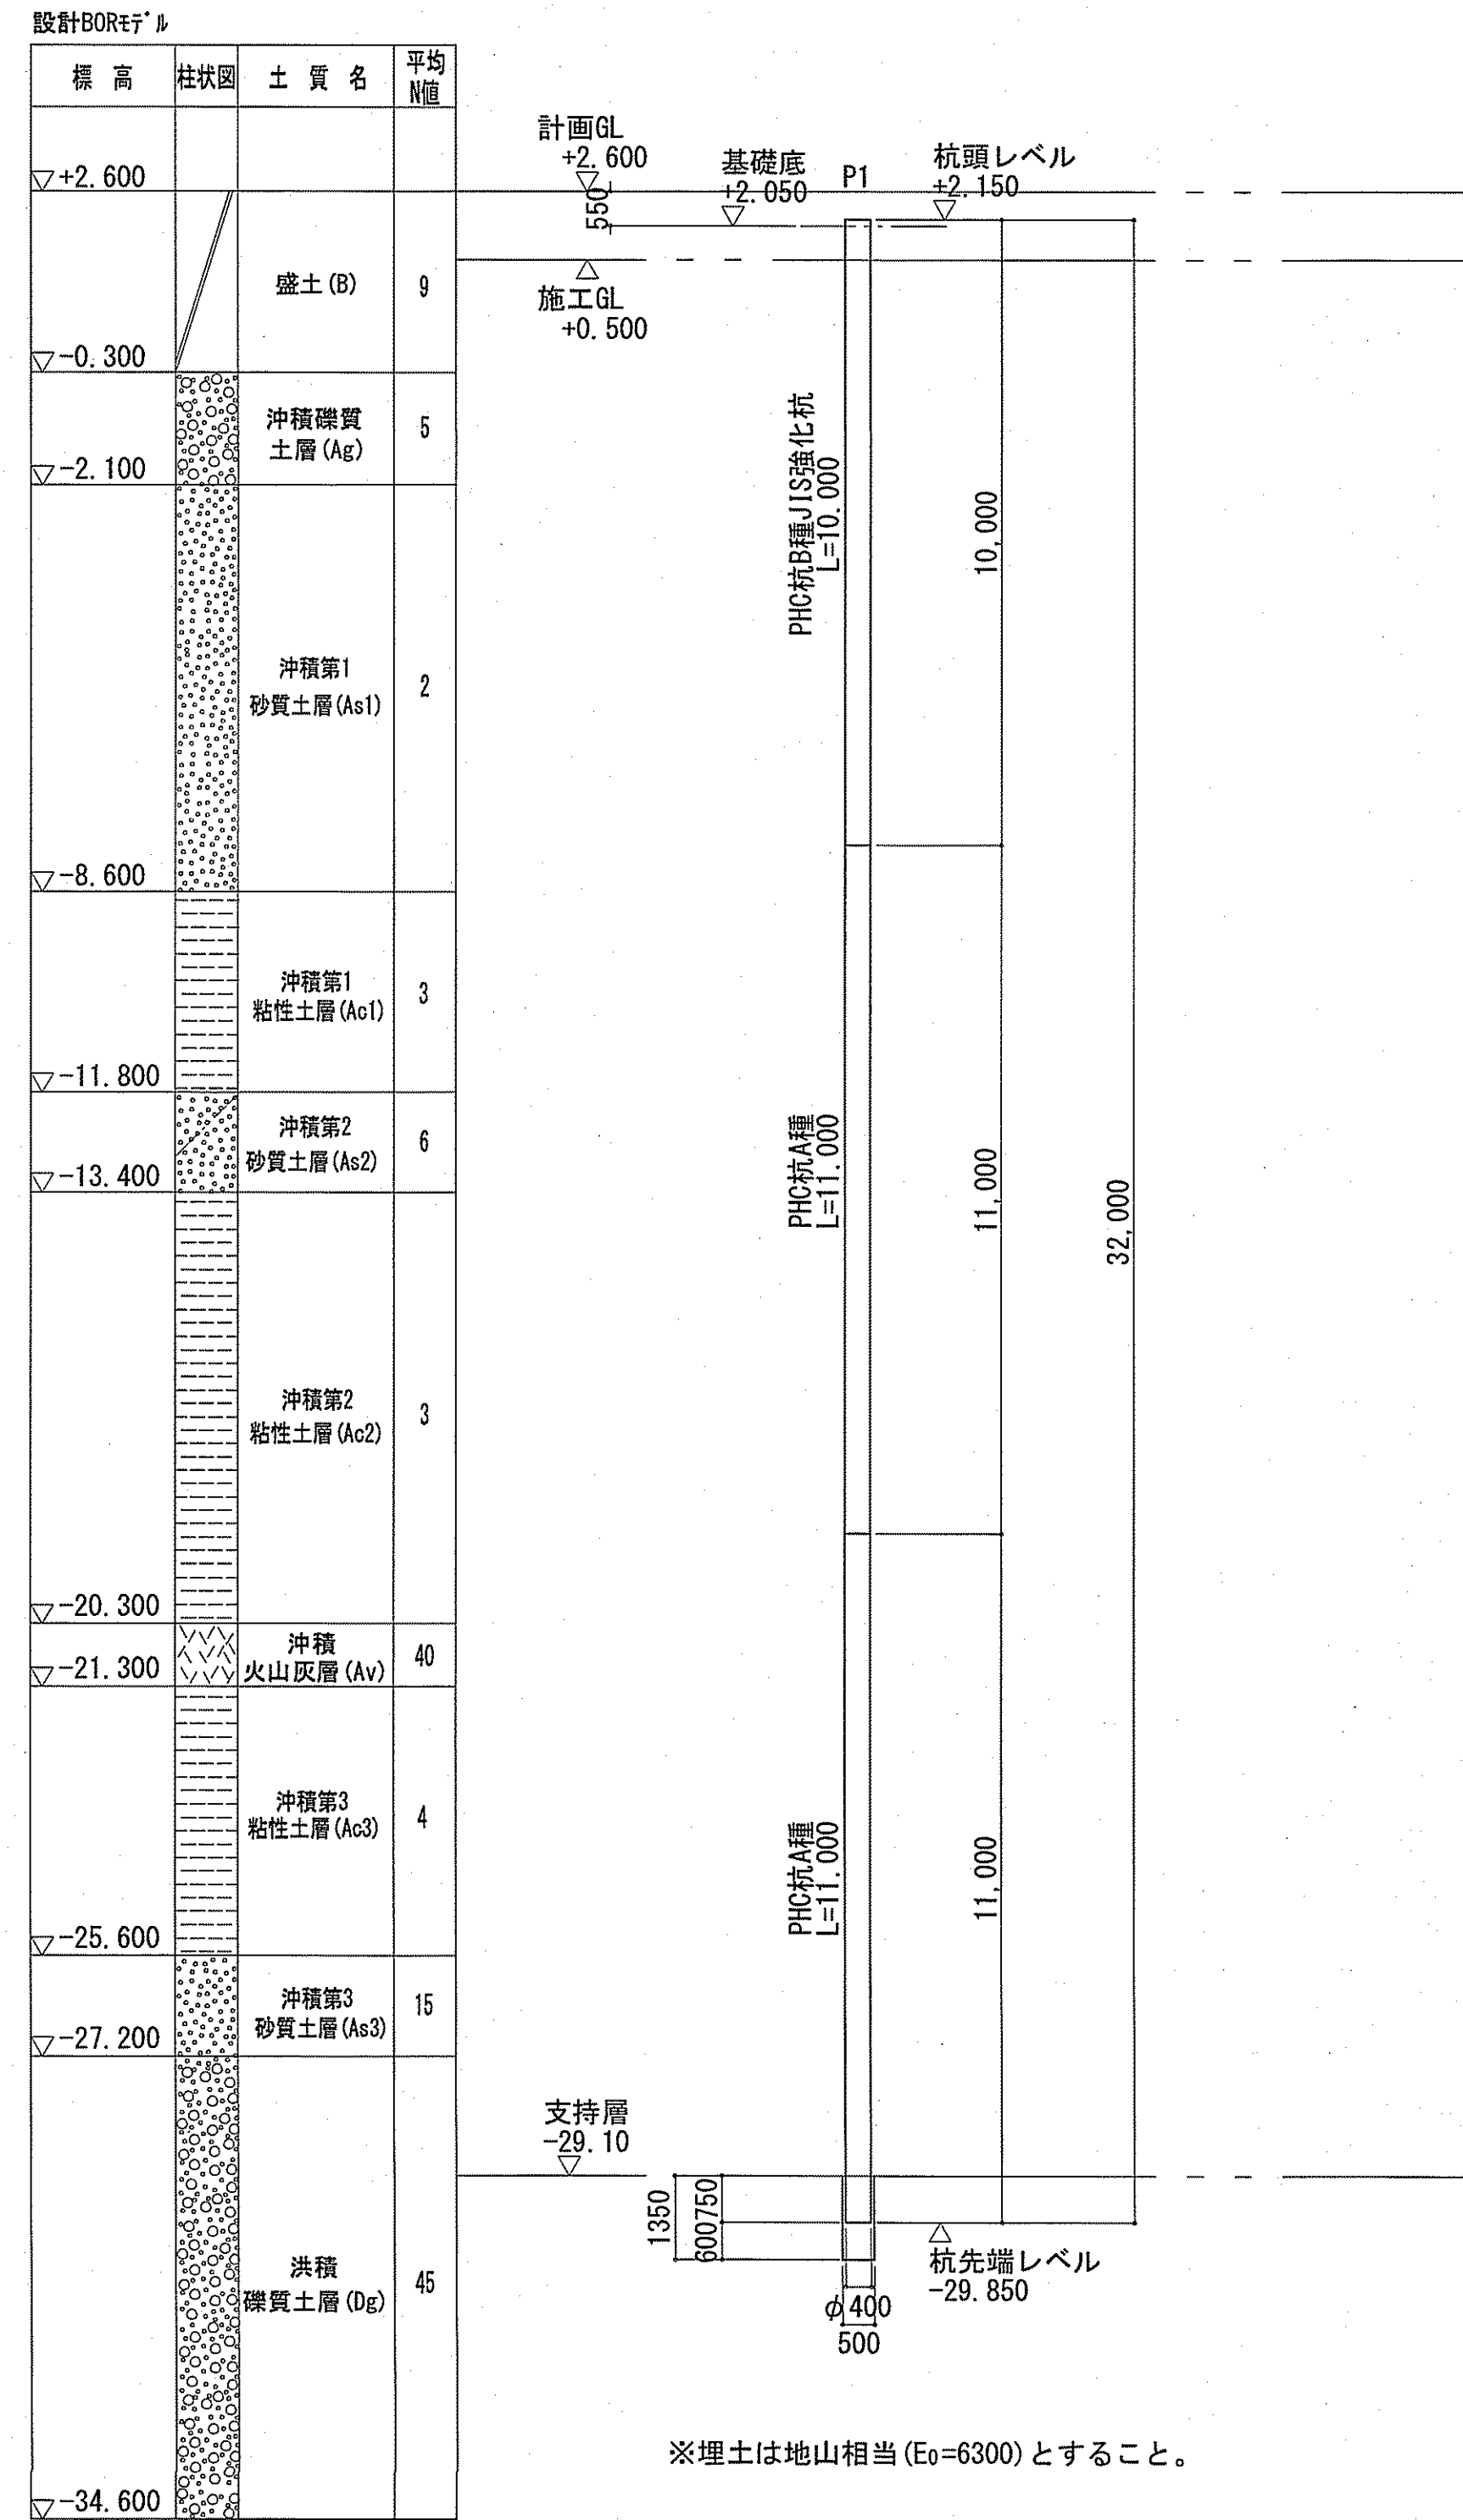 設計BORモデル
標 高
柱状図
土 質 名
平均
N値
計画GL
+2.600
基礎底
+2.050
P1
杭頭レベル
+2.150
550
+2.600
盛土(B)
9
施工GL
+0.500
-0.300
沖積礫質
土層(Ag)
5
-2.100
PHC杭B種JIS強化杭
L=10.000
10,000
沖積第1
砂質土層(As1)
2
-8.600
沖積第1
粘性土層(Ac1)
3
-11.800
沖積第2
砂質土層(As2)
6
-13.400
PHC杭A種
L=11.000
11,000
32,000
沖積第2
粘性土層(Ac2)
3
-20.300
沖積
火山灰層(Av)
40
-21.300
沖積第3
粘性土層(Ac3)
4
PHC杭A種
L=11.000
11,000
-25.600
沖積第3
砂質土層(As3)
15
-27.200
支持層
-29.10
1350
600
750
杭先端レベル
-29.850
φ400
500
洪積
礫質土層(Dg)
45
※埋土は地山相当(E0=6300)とすること。
-34.600